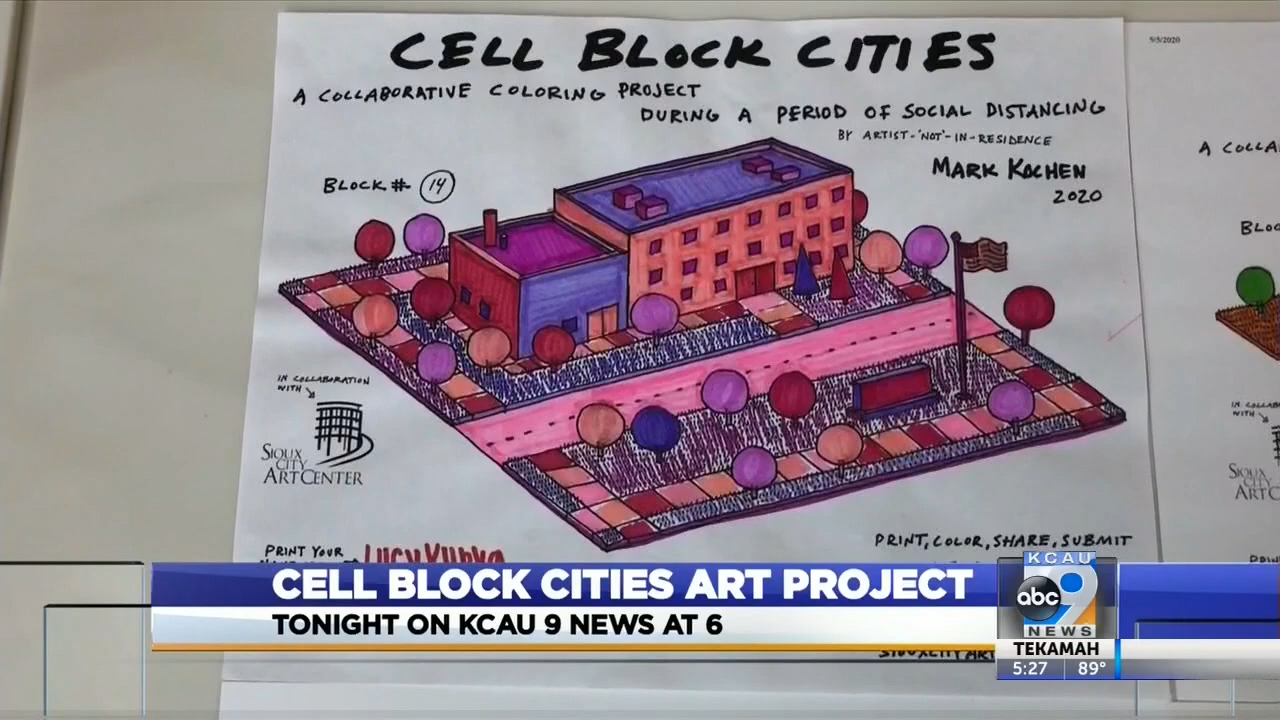 CELL BLOCK CITIES
A COLLABORATIVE COLORING PROJECT
DURING A PERIOD OF SOCIAL DISTANCING
BY ARTIST-'NOT'-IN-RESIDENCE
MARK KOCHEN
2020
BLOCK # 14
IN COLLABORATION
WITH
SIOUX
CITY
ART CENTER
PRINT YOUR
PRINT, COLOR, SHARE, SUBMIT
5/5/2020
A COLLA
BLOC
IN COLLAB
WITH
SIOUX
CITY
ART C
CELL BLOCK CITIES ART PROJECT
TONIGHT ON KCAU 9 NEWS AT 6
KCAU
abc 9
NEWS
TEKAMAH
5:27 89°